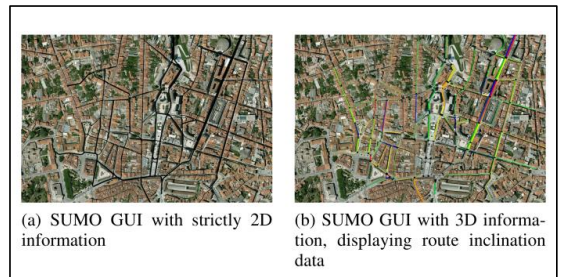 (a) SUMO GUI with strictly 2D
information
(b) SUMO GUI with 3D informa-
tion, displaying route inclination
data